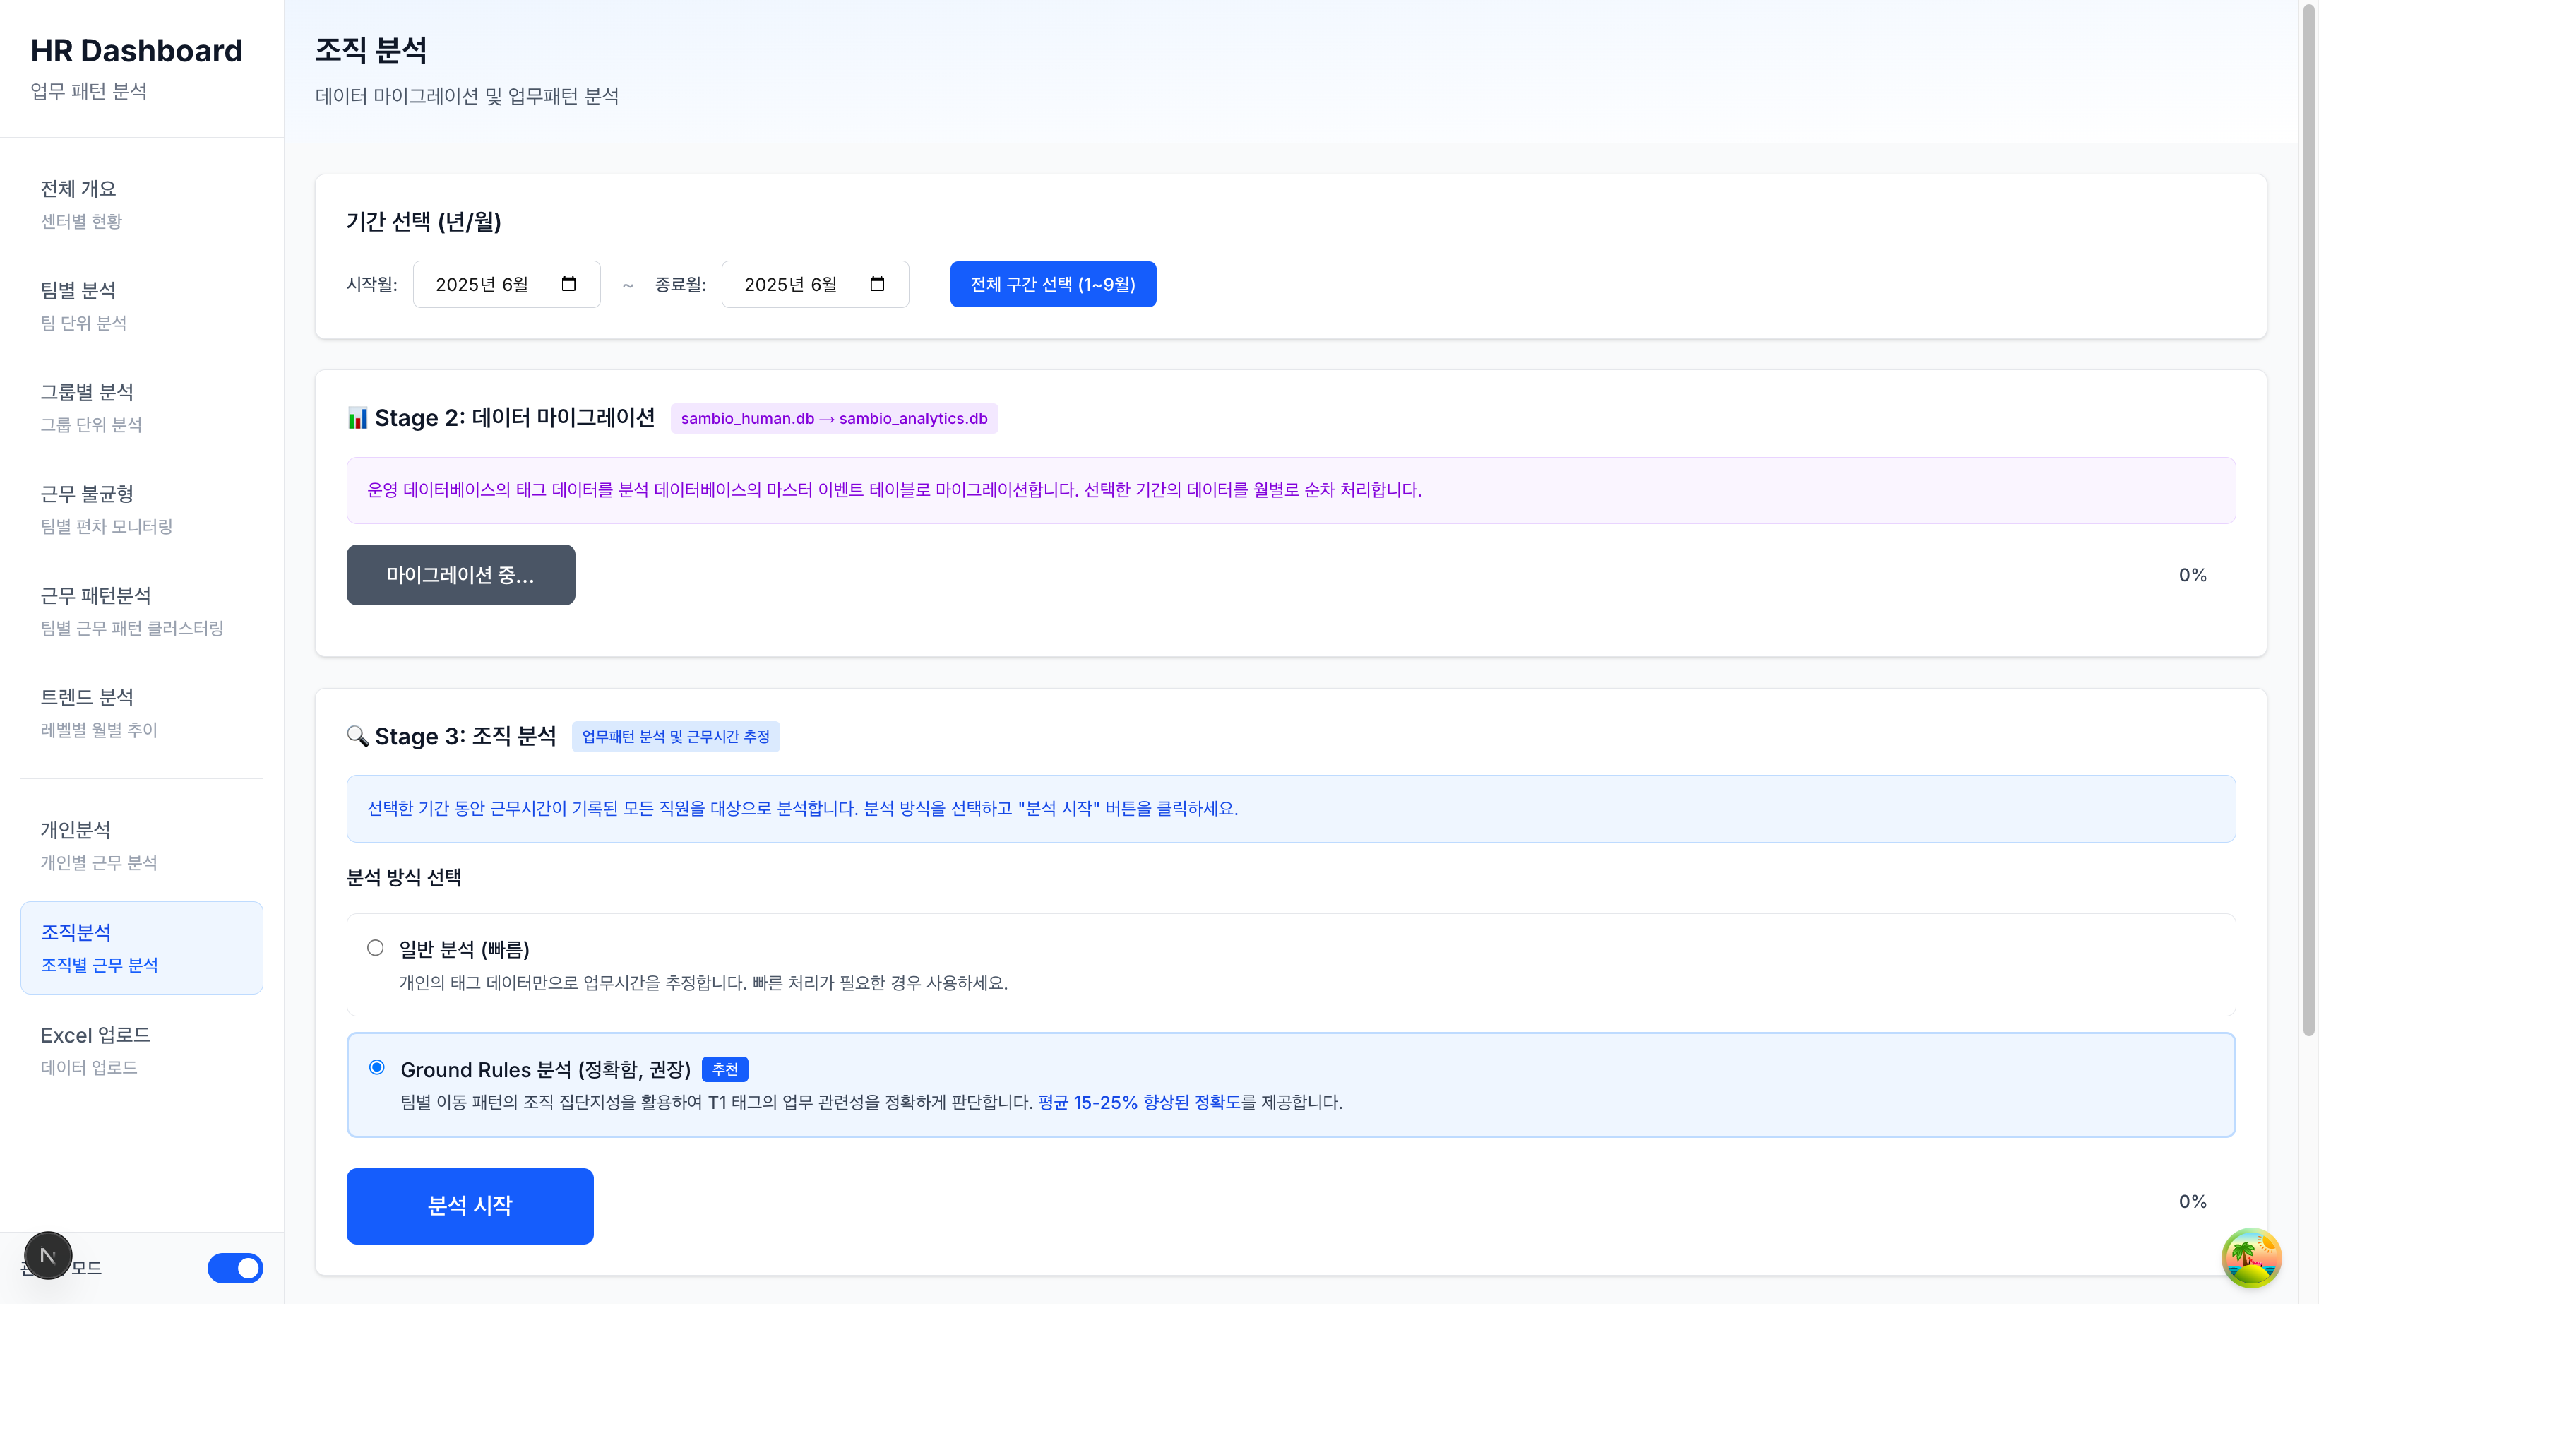 HR Dashboard
업무 패턴 분석
전체 개요
센터별 현황
팀별 분석
팀 단위 분석
그룹별 분석
그룹 단위 분석
근무 불균형
팀별 편차 모니터링
근무 패턴분석
팀별 근무 패턴 클러스터링
트렌드 분석
레벨별 월별 추이
개인분석
개인별 근무 분석
조직분석
조직별 근무 분석
Excel 업로드
데이터 업로드
N
모드
조직 분석
데이터 마이그레이션 및 업무패턴 분석
기간 선택 (년/월)
시작월: 2025년 6월 ~ 종료월: 2025년 6월 전체 구간 선택 (1~9월)
Stage 2: 데이터 마이그레이션 sambio_human.db → sambio_analytics.db
운영 데이터베이스의 태그 데이터를 분석 데이터베이스의 마스터 이벤트 테이블로 마이그레이션합니다. 선택한 기간의 데이터를 월별로 순차 처리합니다.
마이그레이션 중... 0%
Stage 3: 조직 분석 업무패턴 분석 및 근무시간 추정
선택한 기간 동안 근무시간이 기록된 모든 직원을 대상으로 분석합니다. 분석 방식을 선택하고 "분석 시작" 버튼을 클릭하세요.
분석 방식 선택
일반 분석 (빠름)
개인의 태그 데이터만으로 업무시간을 추정합니다. 빠른 처리가 필요한 경우 사용하세요.
Ground Rules 분석 (정확함, 권장) 추천
팀별 이동 패턴의 조직 집단지성을 활용하여 T1 태그의 업무 관련성을 정확하게 판단합니다. 평균 15-25% 향상된 정확도를 제공합니다.
분석 시작 0%